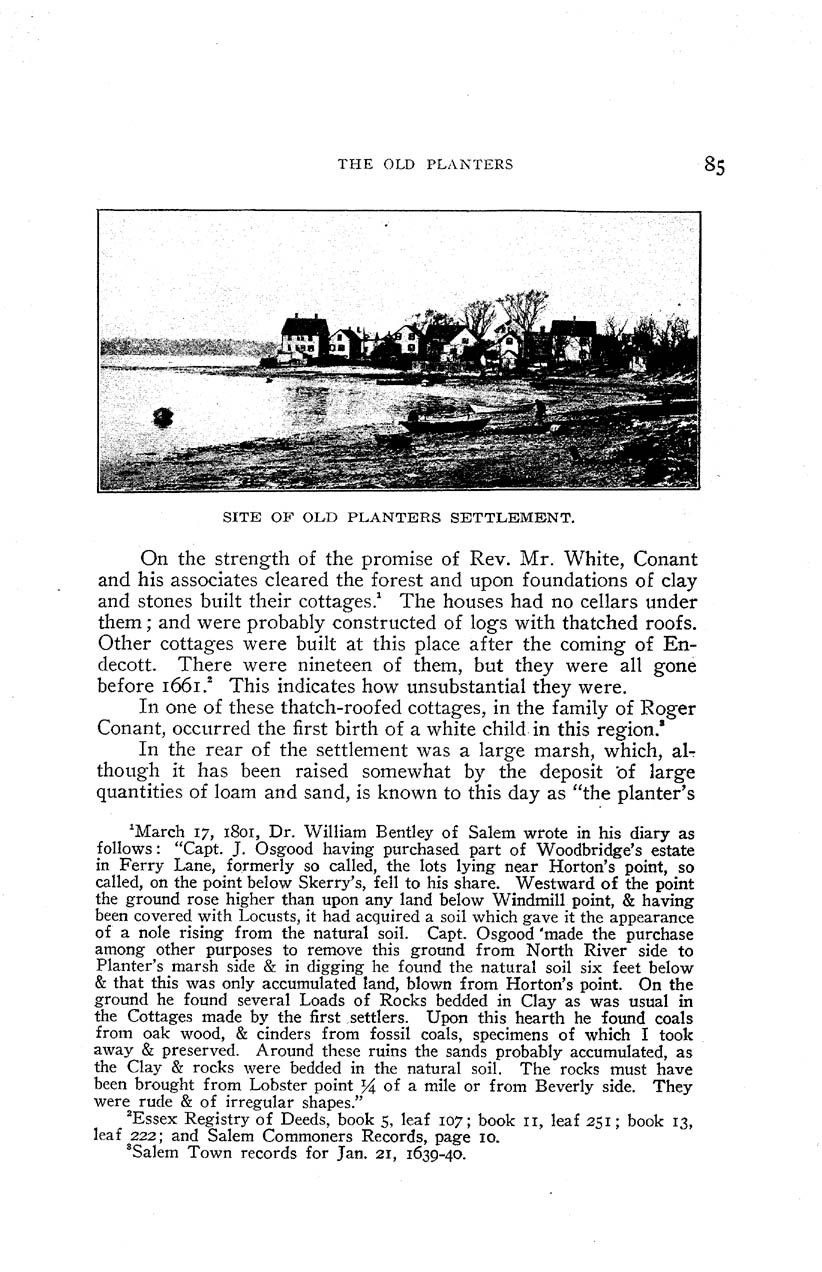 THE OLD PLANTERS 85
SITE OF OLD PLANTERS SETTLEMENT.
On the strength of the promise of Rev. Mr. White, Conant
and his associates cleared the forest and upon foundations of clay
and stones built their cottages.¹ The houses had no cellars under
them; and were probably constructed of logs with thatched roofs.
Other cottages were built at this place after the coming of En-
decott. There were nineteen of them, but they were all gone
before 1661.² This indicates how unsubstantial they were.
In one of these thatch-roofed cottages, in the family of Roger
Conant, occurred the first birth of a white child in this region.³
In the rear of the settlement was a large marsh, which, al-
though it has been raised somewhat by the deposit of large
quantities of loam and sand, is known to this day as "the planter's
¹March 17, 1801, Dr. William Bentley of Salem wrote in his diary as
follows: "Capt. J. Osgood having purchased part of Woodbridge's estate
in Ferry Lane, formerly so called, the lots lying near Horton's point, so
called, on the point below Skerry's, fell to his share. Westward of the point
the ground rose higher than upon any land below Windmill point, & having
been covered with Locusts, it had acquired a soil which gave it the appearance
of a nole rising from the natural soil. Capt. Osgood made the purchase
among other purposes to remove this ground from North River side to
Planter's marsh side & in digging he found the natural soil six feet below
& that this was only accumulated land, blown from Horton's point. On the
ground he found several Loads of Rocks bedded in Clay as was usual in
the Cottages made by the first settlers. Upon this hearth he found coals
from oak wood, & cinders from fossil coals, specimens of which I took
away & preserved. Around these ruins the sands probably accumulated, as
the Clay & rocks were bedded in the natural soil. The rocks must have
been brought from Lobster point ¼ of a mile or from Beverly side. They
were rude & of irregular shapes."
²Essex Registry of Deeds, book 5, leaf 107; book 11, leaf 251; book 13,
leaf 222; and Salem Commoners Records, page 10.
³Salem Town records for Jan. 21, 1639-40.